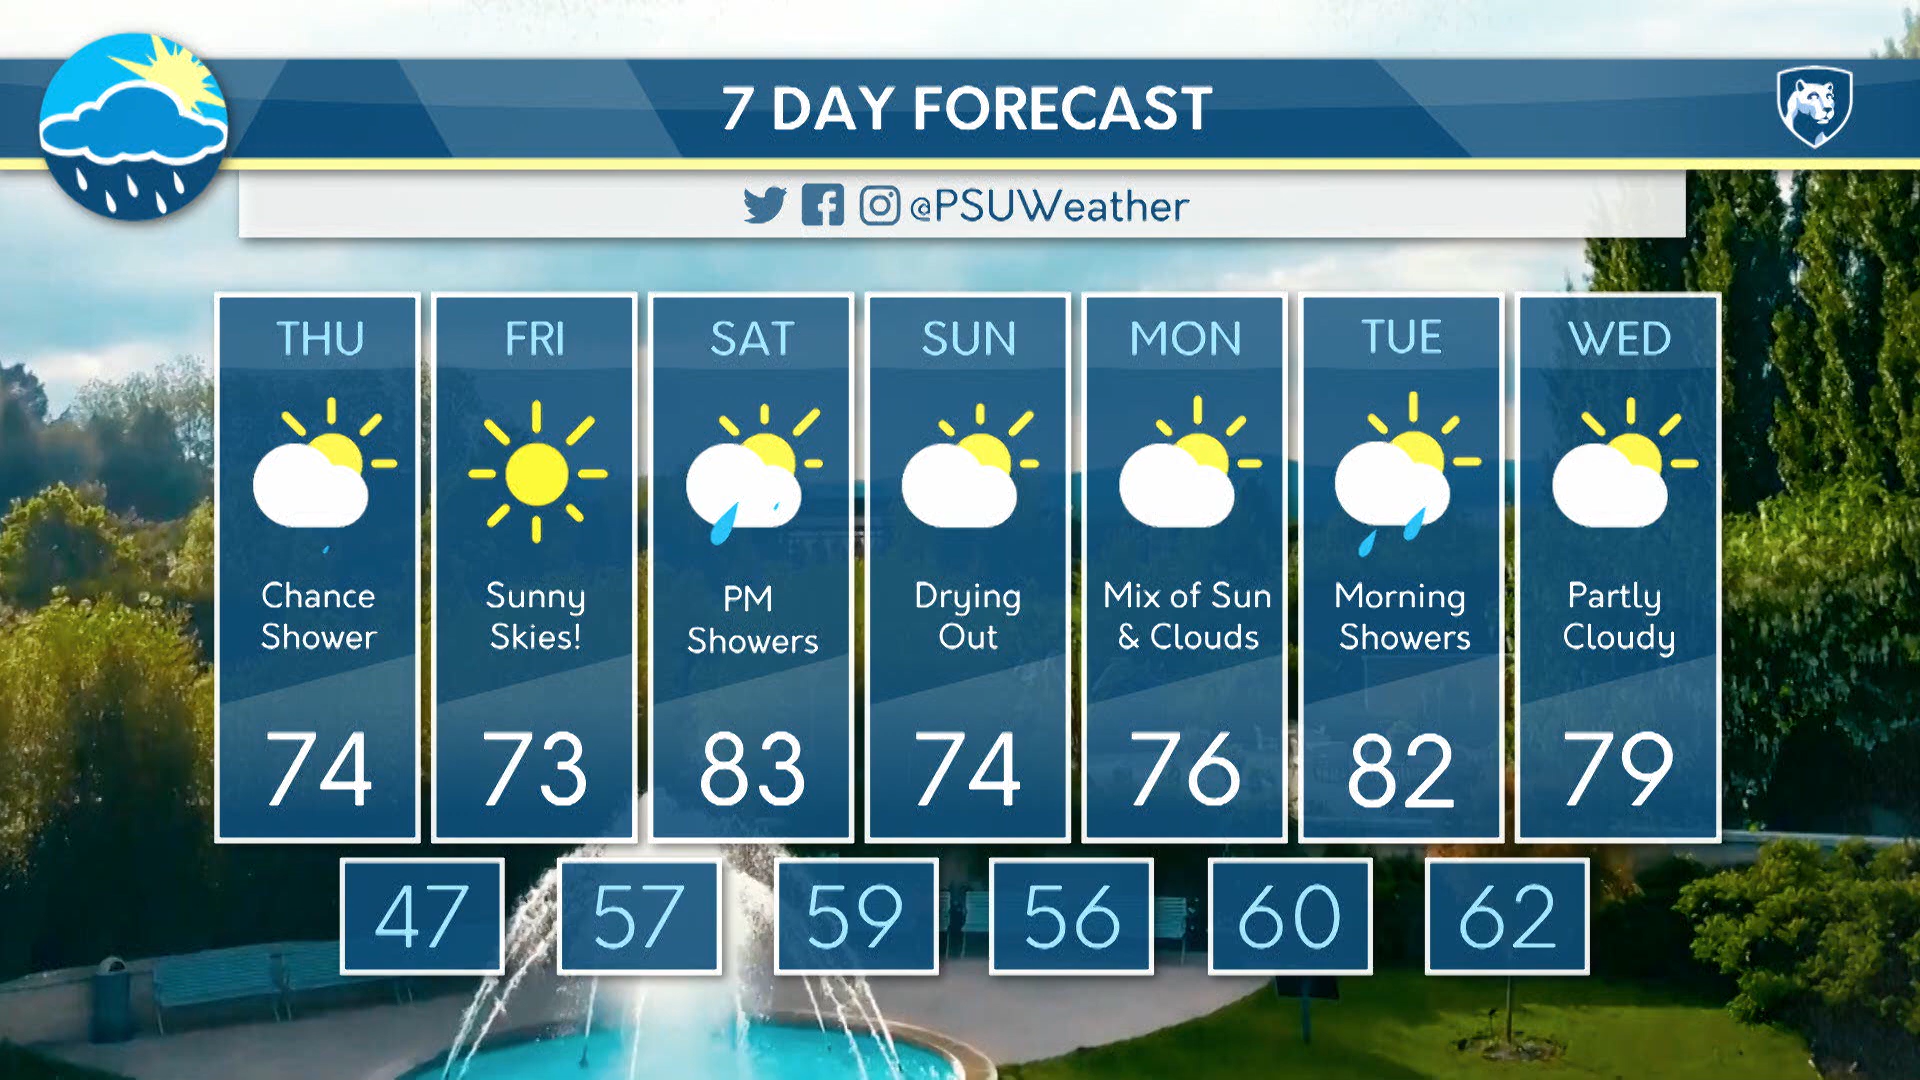 7 DAY FORECAST
@PSUWeather
THU
Chance
Shower
74
FRI
Sunny
Skies!
73
SAT
PM
Showers
83
SUN
Drying
Out
74
MON
Mix of Sun
& Clouds
76
TUE
Morning
Showers
82
WED
Partly
Cloudy
79
47
57
59
56
60
62